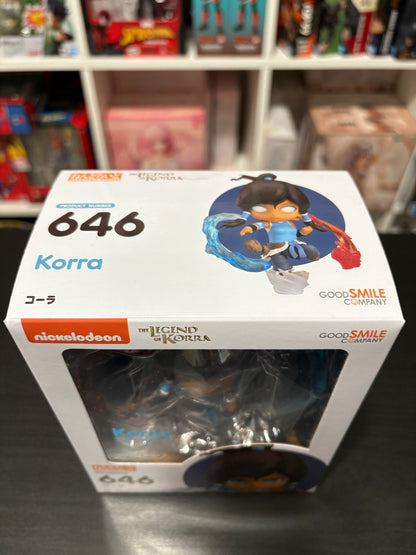 THE LEGEND
OF KORRA
PRODUCT NUMBER
646
Korra
コーラ
GOOD SMILE
COMPANY
nickelodeon
THE LEGEND
OF KORRA
GOOD SMILE
COMPANY
Korra
646